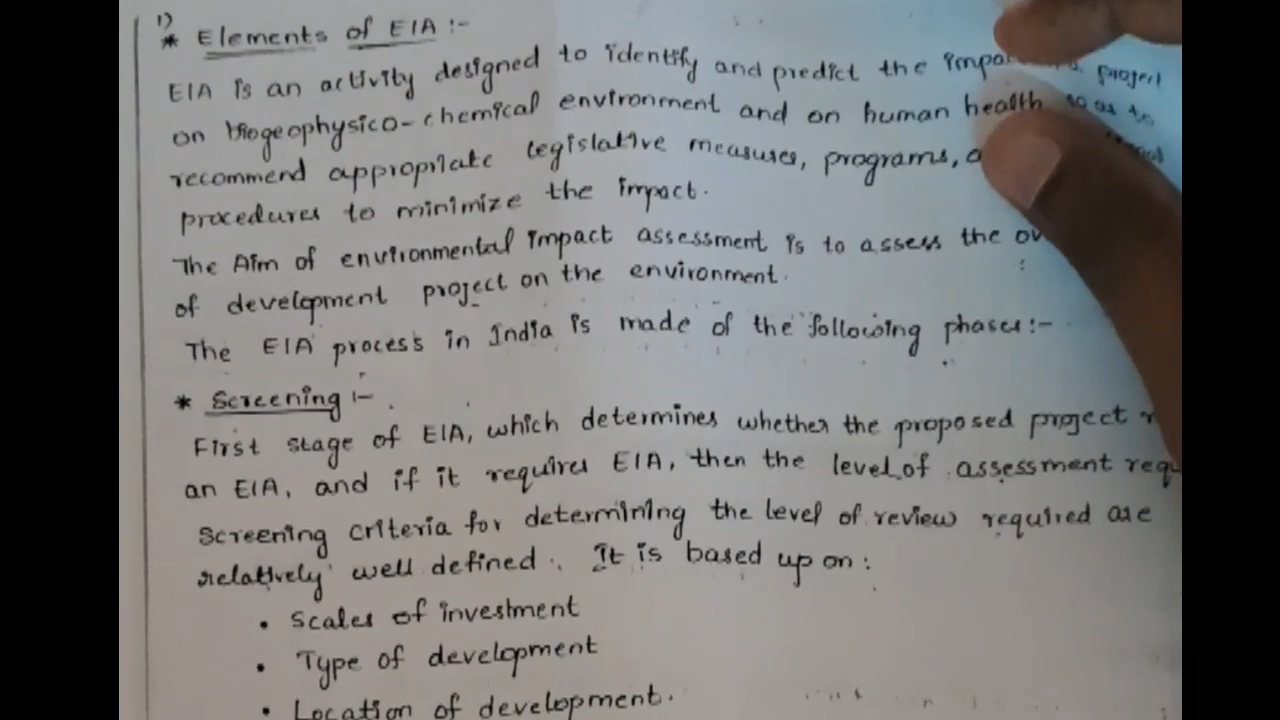 1)
* Elements of EIA :-
EIA is an activity designed to identify and predict the project
on biogeophysico-chemical environment and on human health so as to
recommend appropriate legislative measures, programs,
procedures to minimize the impact.
The Aim of environmental impact assessment is to assess the
of development project on the environment.
The EIA process in India is made of the following phases:-
* Screening :-
First stage of EIA, which determines whether the proposed project
an EIA, and if it requires EIA, then the level of assessment
Screening criteria for determining the level of review required are
relatively well defined. It is based up on:
• Scales of investment
• Type of development
• Location of development.